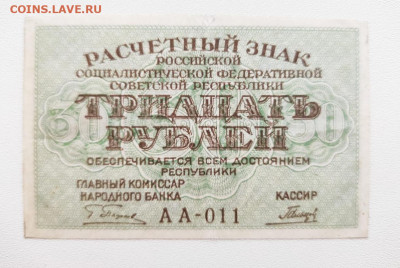 COINS.LAVE.RU
РАСЧЕТНЫЙ ЗНАК
РОССИЙСКОЙ
СОЦИАЛИСТИЧЕСКОЙ ФЕДЕРАТИВНОЙ
СОВЕТСКОЙ РЕСПУБЛИКИ
ТРИДЦАТЬ
РУБЛЕЙ
ОБЕСПЕЧИВАЕТСЯ ВСЕМ ДОСТОЯНИЕМ
РЕСПУБЛИКИ
ГЛАВНЫЙ КОМИССАР
НАРОДНОГО БАНКА
КАССИР
АА-011